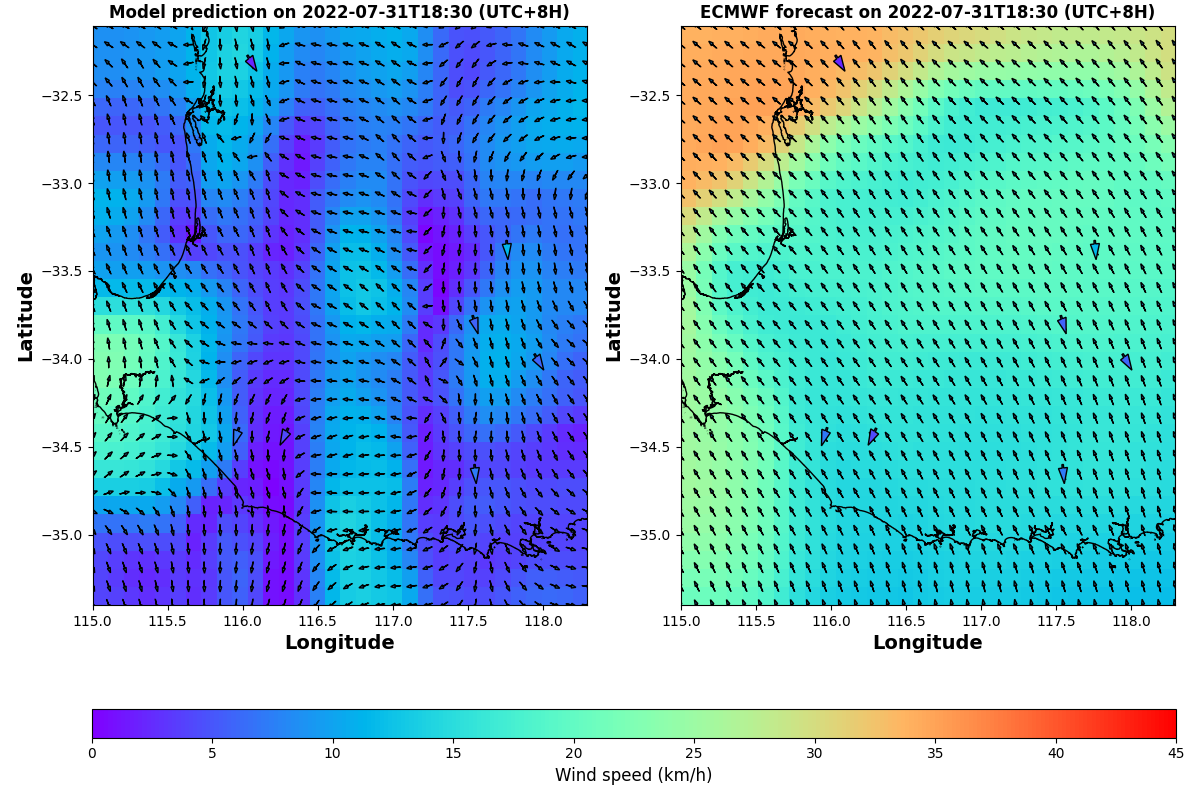 Model prediction on 2022-07-31T18:30 (UTC+8H)
ECMWF forecast on 2022-07-31T18:30 (UTC+8H)
Latitude
−32.5
−33.0
−33.5
−34.0
−34.5
−35.0
115.0 115.5 116.0 116.5 117.0 117.5 118.0
Longitude
Latitude
−32.5
−33.0
−33.5
−34.0
−34.5
−35.0
115.0 115.5 116.0 116.5 117.0 117.5 118.0
Longitude
0 5 10 15 20 25 30 35 40 45
Wind speed (km/h)